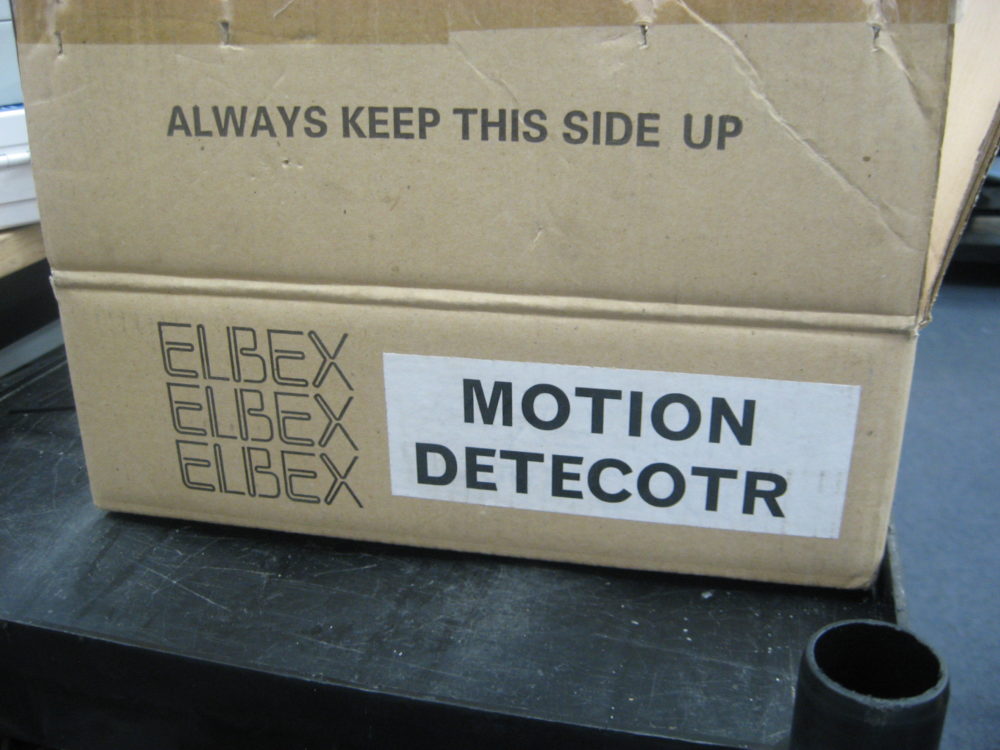 ALWAYS KEEP THIS SIDE UP
ELBEX
ELBEX
ELBEX
MOTION
DETECOTR